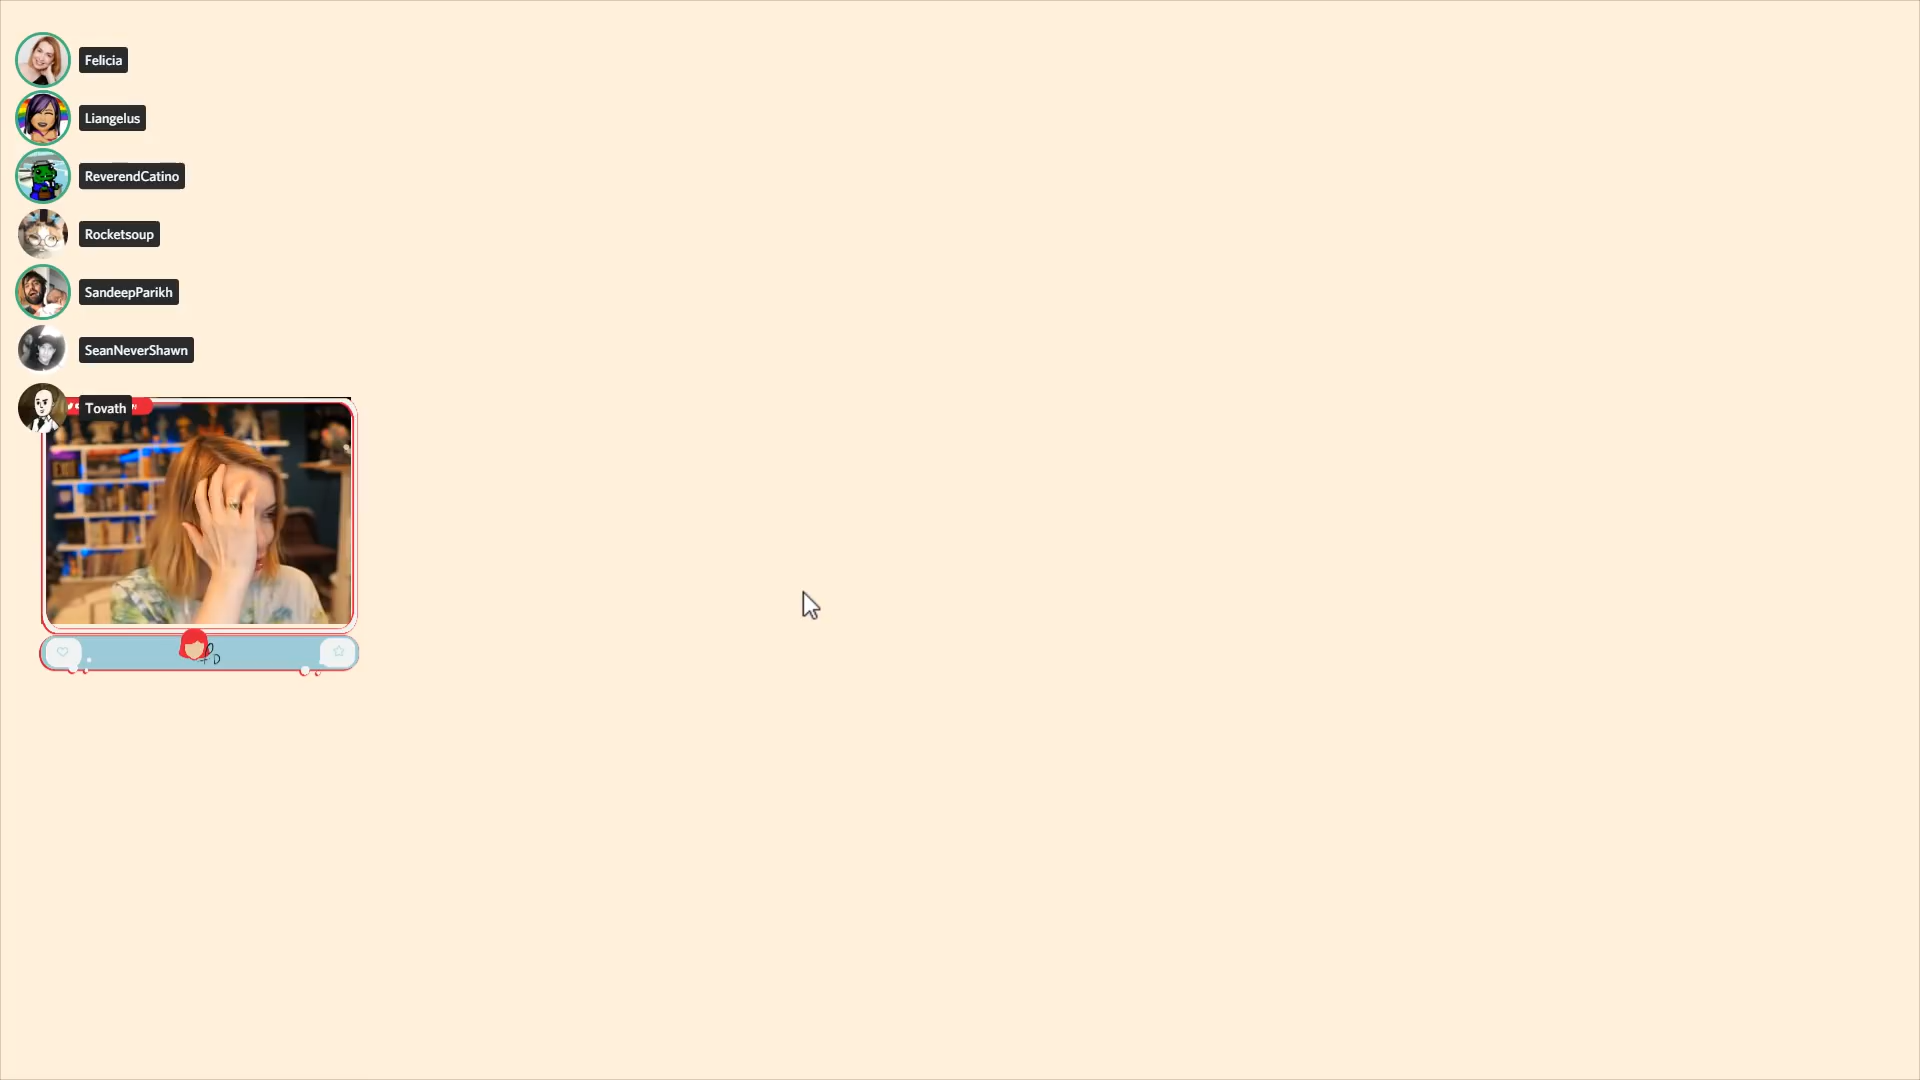 Felicia
Liangelus
ReverendCatino
Rocketsoup
SandeepParikh
SeanNeverShawn
Tovath